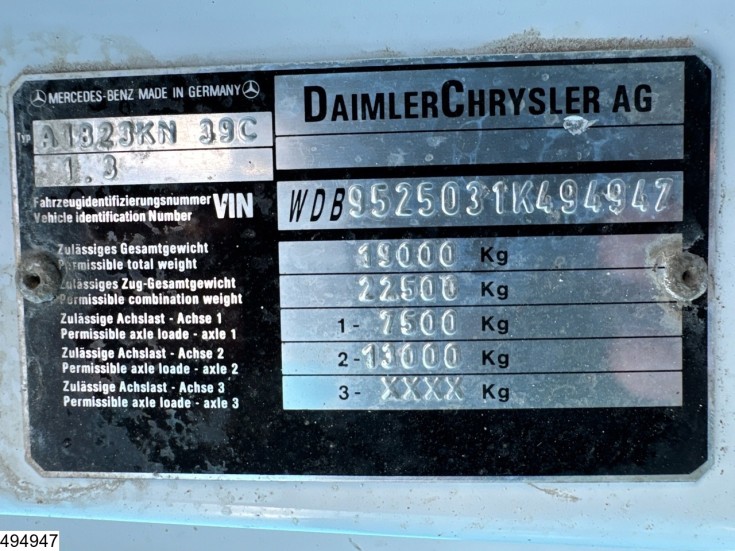 MERCEDES-BENZ MADE IN GERMANY
DAIMLERCHRYSLER AG
Typ A1823KN 39C
1.3
Fahrzeugidentifizierungsnummer
Vehicle identification Number VIN
WDB9525031K494947
Zulässiges Gesamtgewicht
Permissible total weight
19000 Kg
Zulässiges Zug-Gesamtgewicht
Permissible combination weight
22500 Kg
Zulässige Achslast - Achse 1
Permissible axle loade - axle 1
1- 7500 Kg
Zulässige Achslast - Achse 2
Permissible axle loade - axle 2
2-13000 Kg
Zulässige Achslast - Achse 3
Permissible axle loade - axle 3
3- XXXX Kg
494947